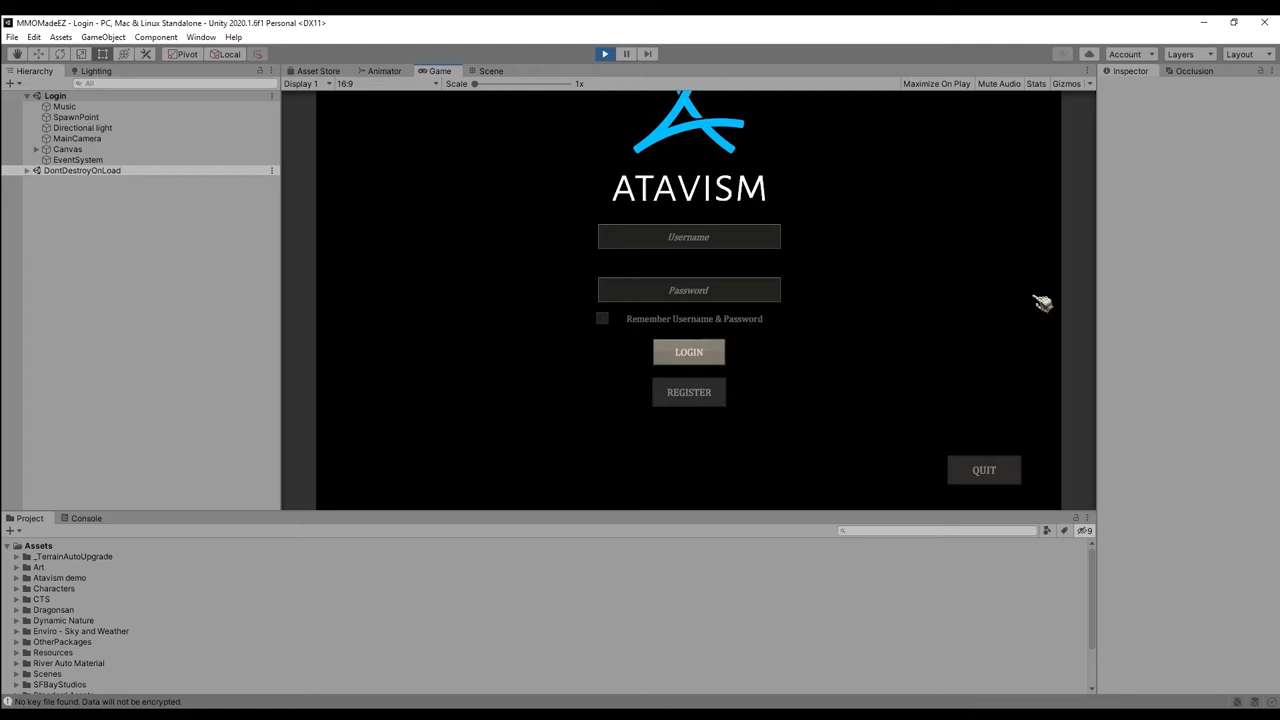 MMOMadeEZ - Login - PC, Mac & Linux Standalone - Unity 2020.1.6f1 Personal <DX11>
File Edit Assets GameObject Component Window Help
Pivot Local Account Layers Layout
Hierarchy Lighting Asset Store Animator Game Scene Inspector Occlusion
All Display 1 16:9 Scale 1x Maximize On Play Mute Audio Stats Gizmos
Login
Music
SpawnPoint
Directional light
MainCamera
Canvas
EventSystem
DontDestroyOnLoad
ATAVISM
Username
Password
Remember Username & Password
LOGIN
REGISTER
QUIT
Project Console
9
Assets
_TerrainAutoUpgrade
Art
Atavism demo
Characters
CTS
Dragonsan
Dynamic Nature
Enviro - Sky and Weather
OtherPackages
Resources
River Auto Material
Scenes
SFBayStudios
No key file found. Data will not be encrypted.